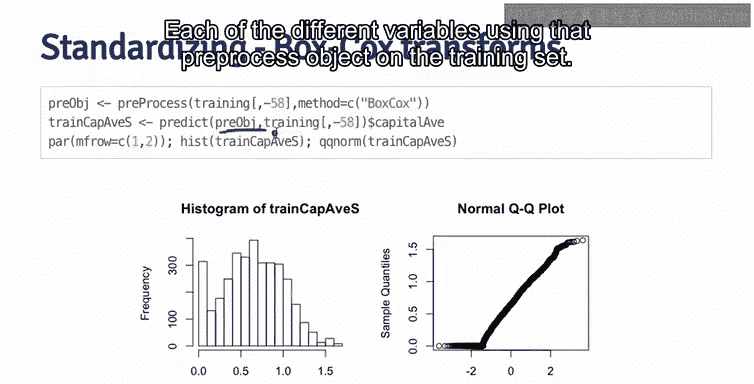 Each of the different variables using that
preprocess object on the training set.
Standardizing - Box-Cox transforms
preObj <- preProcess(training[,-58],method=c("BoxCox"))
trainCapAveS <- predict(preObj,training[,-58])$capitalAve
par(mfrow=c(1,2)); hist(trainCapAveS); qqnorm(trainCapAveS)
Histogram of trainCapAveS
Normal Q-Q Plot
Frequency
0 100 300
0.0 0.5 1.0 1.5
Sample Quantiles
0.0 0.5 1.0 1.5
-2 0 2